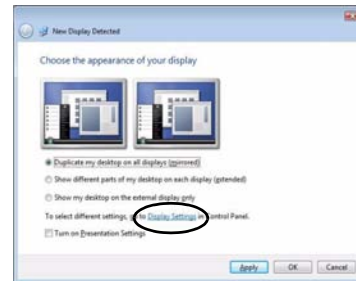 New Display Detected
Choose the appearance of your display
Duplicate my desktop on all displays (mirrored)
Show different parts of my desktop on each display (extended)
Show my desktop on the external display only
To select different settings, go to Display Settings in Control Panel.
Turn on Presentation Settings
Apply OK Cancel